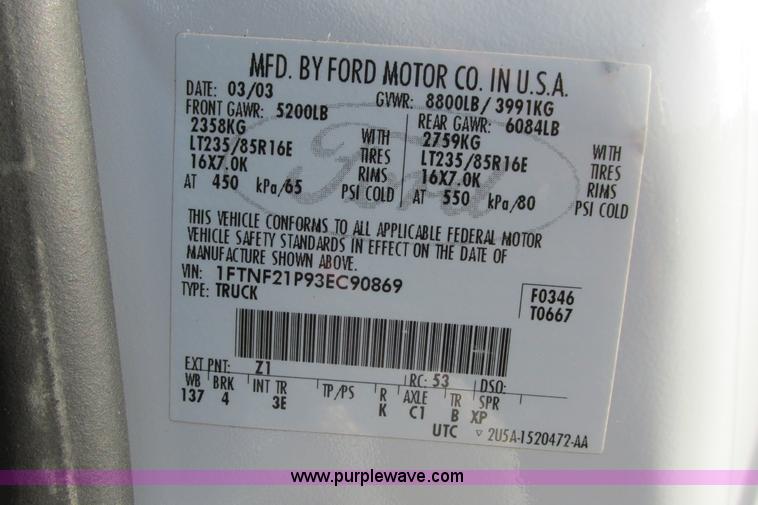 MFD. BY FORD MOTOR CO. IN U.S.A.
DATE: 03/03 GVWR: 8800LB/ 3991KG
FRONT GAWR: 5200LB REAR GAWR: 6084LB
2358KG WITH 2759KG WITH
LT235/85R16E TIRES LT235/85R16E TIRES
16X7.0K RIMS 16X7.0K RIMS
AT 450 kPa/65 PSI COLD AT 550 kPa/80 PSI COLD
Ford
THIS VEHICLE CONFORMS TO ALL APPLICABLE FEDERAL MOTOR
VEHICLE SAFETY STANDARDS IN EFFECT ON THE DATE OF
MANUFACTURE SHOWN ABOVE.
VIN: 1FTNF21P93EC90869
TYPE: TRUCK
F0346
T0667
EXT PNT: Z1 RC: 53 DSO:
WB BRK INT TR TP/PS R AXLE TR SPR
137 4 3E K C1 B XP
UTC ▽ 2U5A-1520472-AA
www.purplewave.com